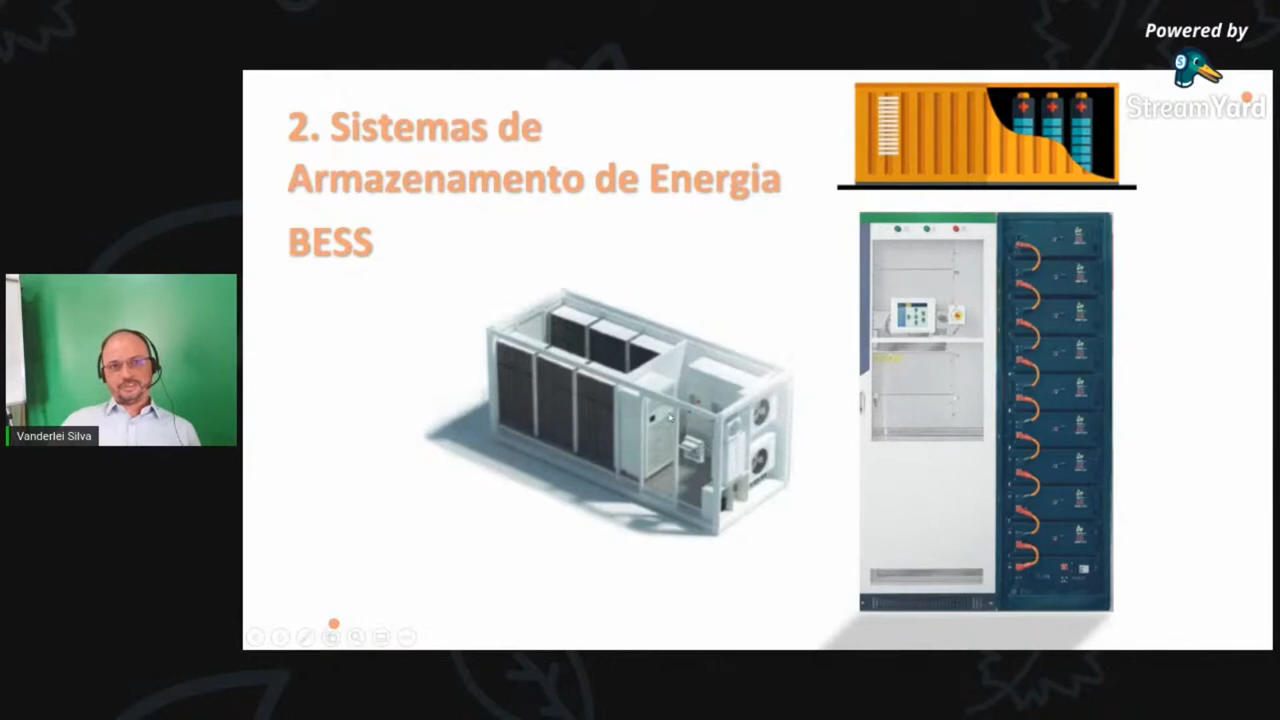 Powered by
StreamYard
2. Sistemas de
Armazenamento de Energia
BESS
Vanderlei Silva